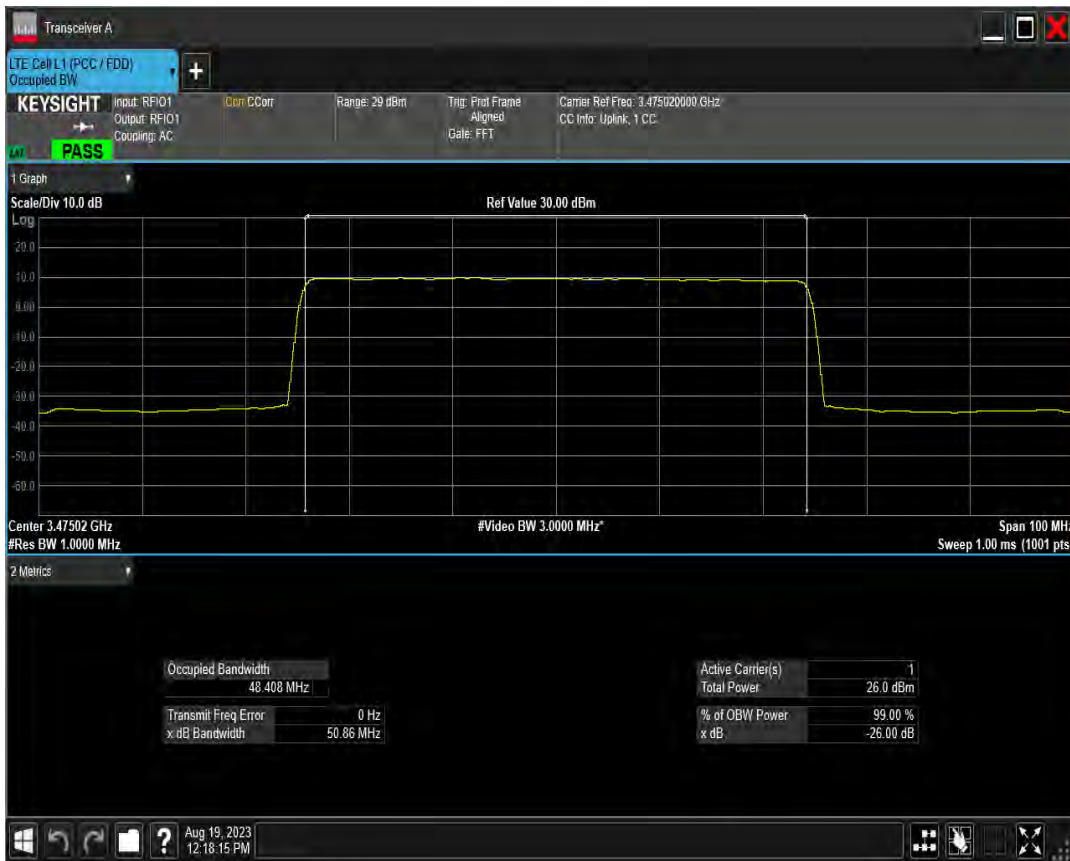 Transceiver A
LTE Cell L1 (PCC / FDD)
Occupied BW
+
KEYSIGHT
Input: RFIO1
Output: RFIO1
Coupling: AC
Corr CCorr
Range: 29 dBm
Trig: Prot Frame
Aligned
Gate: FFT
Carrier Ref Freq: 3.475020000 GHz
CC Info: Uplink, 1 CC
PASS
1 Graph
Scale/Div 10.0 dB
Ref Value 30.00 dBm
Log
20.0
10.0
0.00
-10.0
-20.0
-30.0
-40.0
-50.0
-60.0
Center 3.47502 GHz
#Video BW 3.0000 MHz*
Span 100 MHz
#Res BW 1.0000 MHz
Sweep 1.00 ms (1001 pts
2 Metrics
Occupied Bandwidth
48.408 MHz
Transmit Freq Error 0 Hz
x dB Bandwidth 50.86 MHz
Active Carrier(s) 1
Total Power 26.0 dBm
% of OBW Power 99.00 %
x dB -26.00 dB
?
Aug 19, 2023
12:18:15 PM